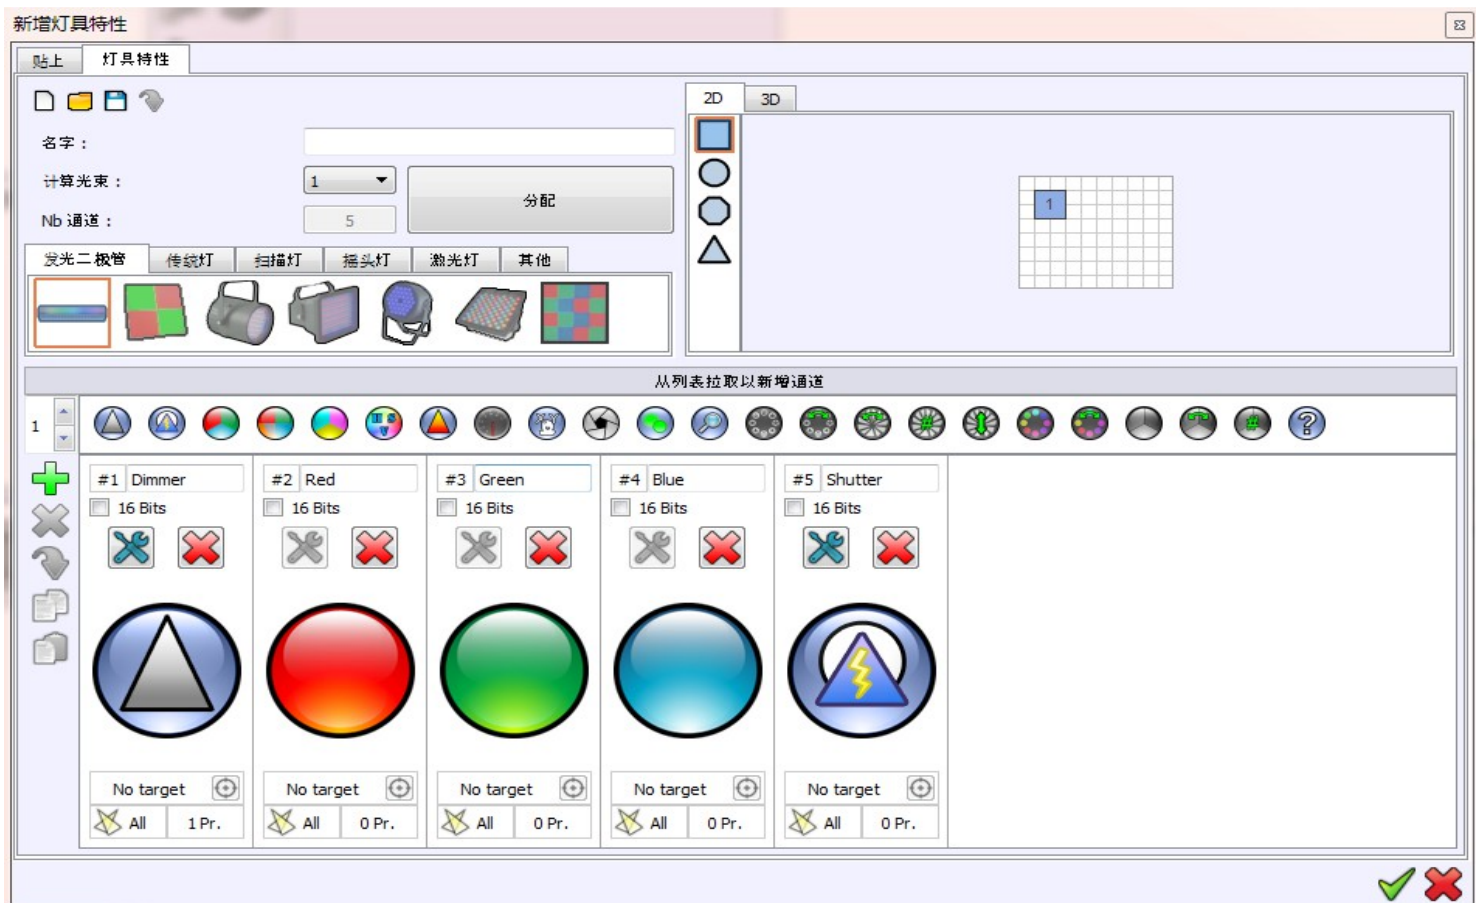 新增灯具特性
贴上 灯具特性
2D 3D
名字：
计算光束： 1
分配
1
Nb 通道： 5
发光二极管 传统灯 扫描灯 摇头灯 激光灯 其他
从列表拉取以新增通道
1
U S V
# # ?
#1 Dimmer #2 Red #3 Green #4 Blue #5 Shutter
16 Bits 16 Bits 16 Bits 16 Bits 16 Bits
No target No target No target No target No target
All 1 Pr. All 0 Pr. All 0 Pr. All 0 Pr. All 0 Pr.